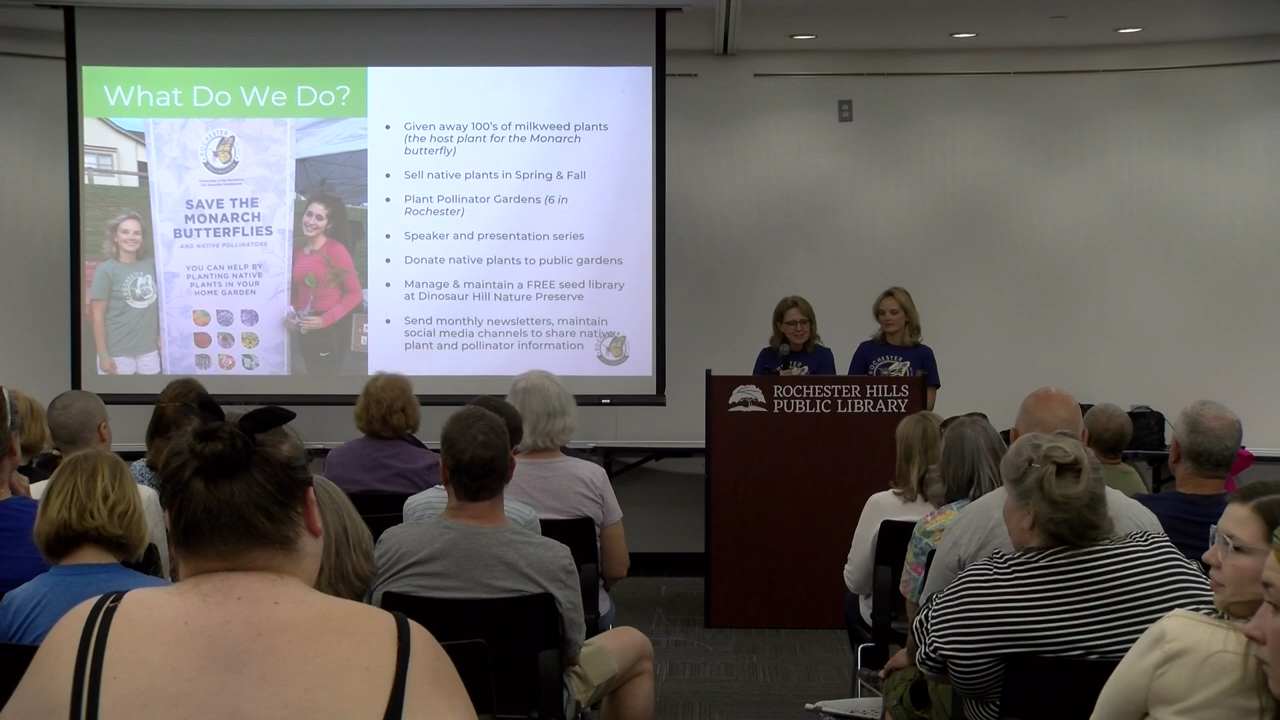 What Do We Do?
ROCHESTER
SAVE THE
MONARCH
BUTTERFLIES
AND NATIVE POLLINATORS
YOU CAN HELP BY
PLANTING NATIVE
PLANTS IN YOUR
HOME GARDEN
● Given away 100's of milkweed plants
(the host plant for the Monarch
butterfly)
● Sell native plants in Spring & Fall
● Plant Pollinator Gardens (6 in
Rochester)
● Speaker and presentation series
● Donate native plants to public gardens
● Manage & maintain a FREE seed library
at Dinosaur Hill Nature Preserve
● Send monthly newsletters, maintain
social media channels to share native
plant and pollinator information
ROCHESTER
ROCHESTER HILLS
PUBLIC LIBRARY